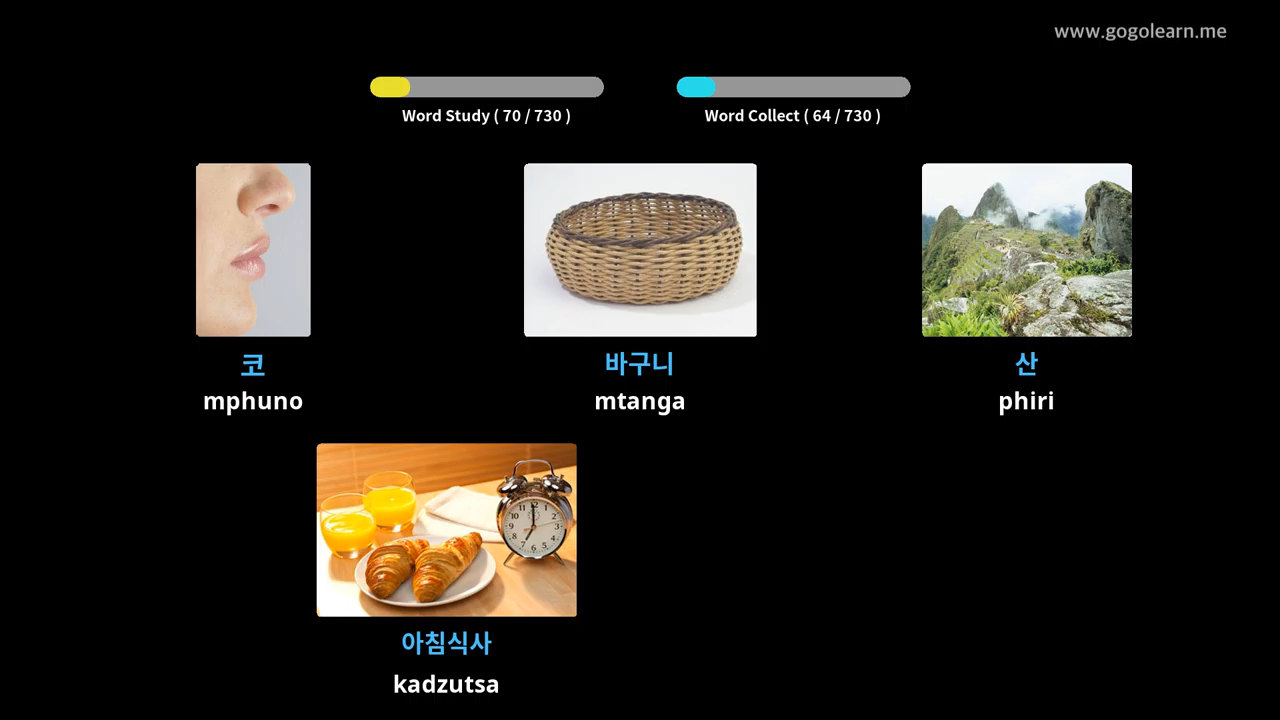 www.gogolearn.me
Word Study ( 70 / 730 )
Word Collect ( 64 / 730 )
코
mphuno
바구니
mtanga
산
phiri
아침식사
kadzutsa